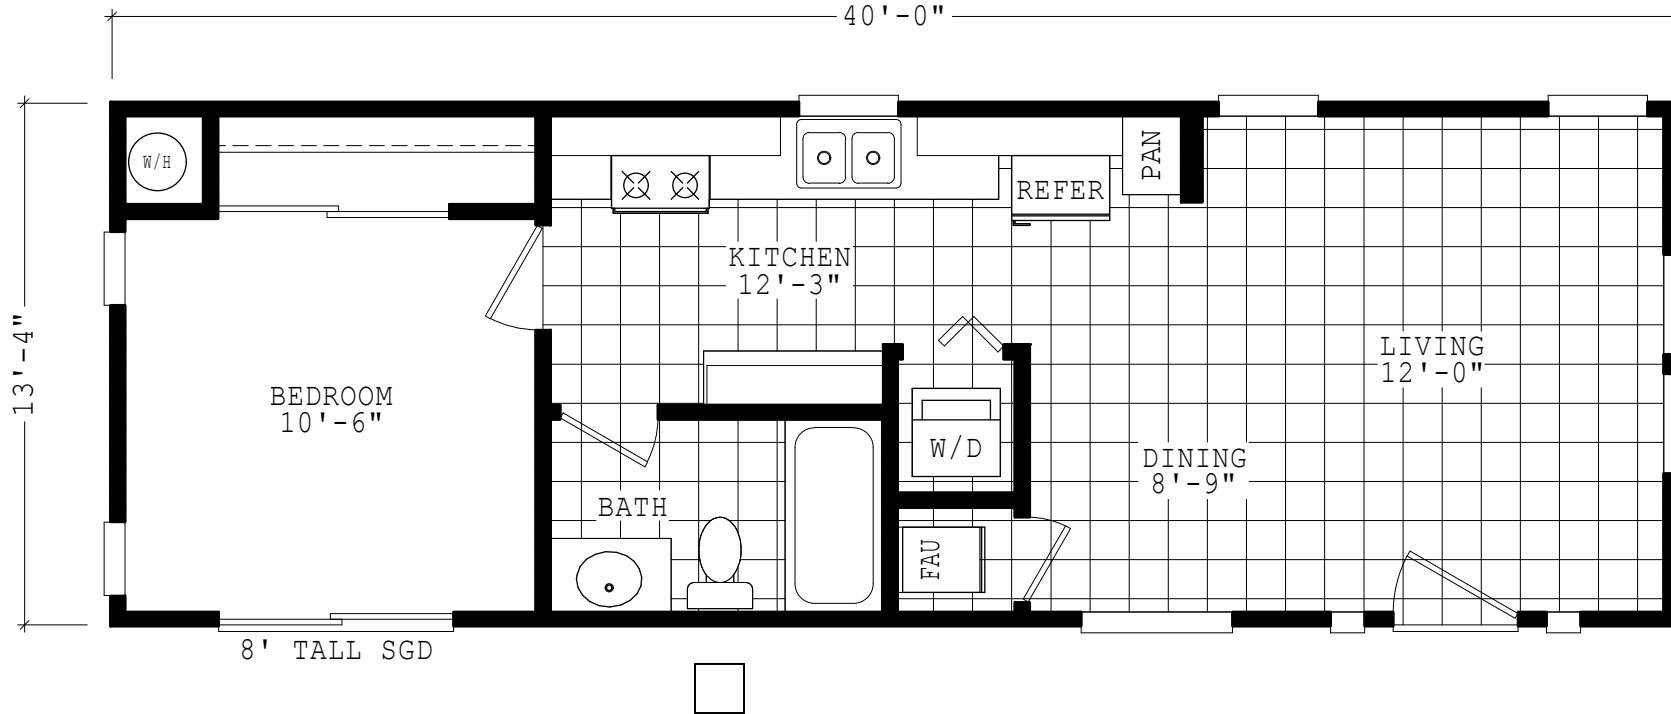 40'-0"
13'-4"
W/H
PAN
REFER
KITCHEN
12'-3"
LIVING
12'-0"
BEDROOM
10'-6"
W/D
DINING
8'-9"
BATH
FAU
8' TALL SGD